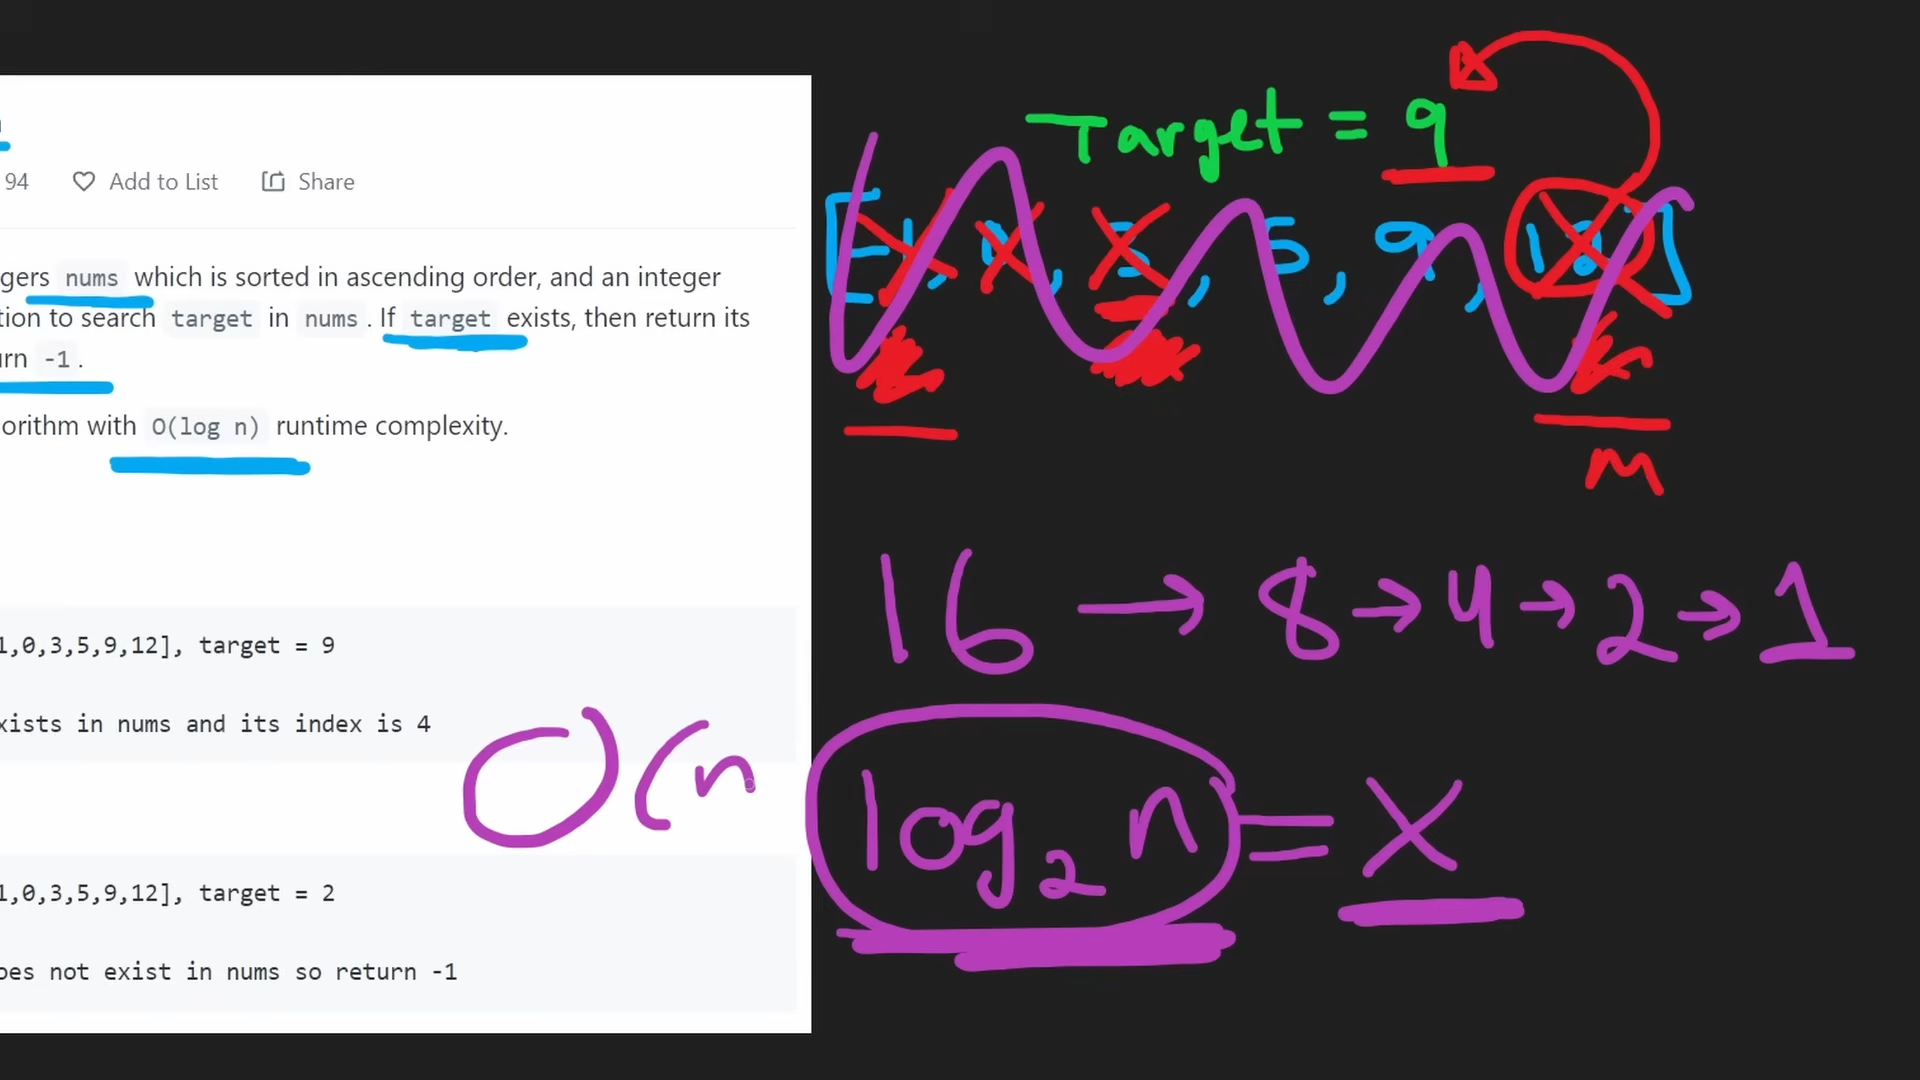 94 Add to List Share
gers nums which is sorted in ascending order, and an integer
tion to search target in nums. If target exists, then return its
rn -1.
orithm with O(log n) runtime complexity.
1,0,3,5,9,12], target = 9
xists in nums and its index is 4
1,0,3,5,9,12], target = 2
oes not exist in nums so return -1
O(n
Target = 9
[-1, 0, 3, 5, 9, 12]
m
16 → 8 → 4 → 2 → 1
log₂ n = x